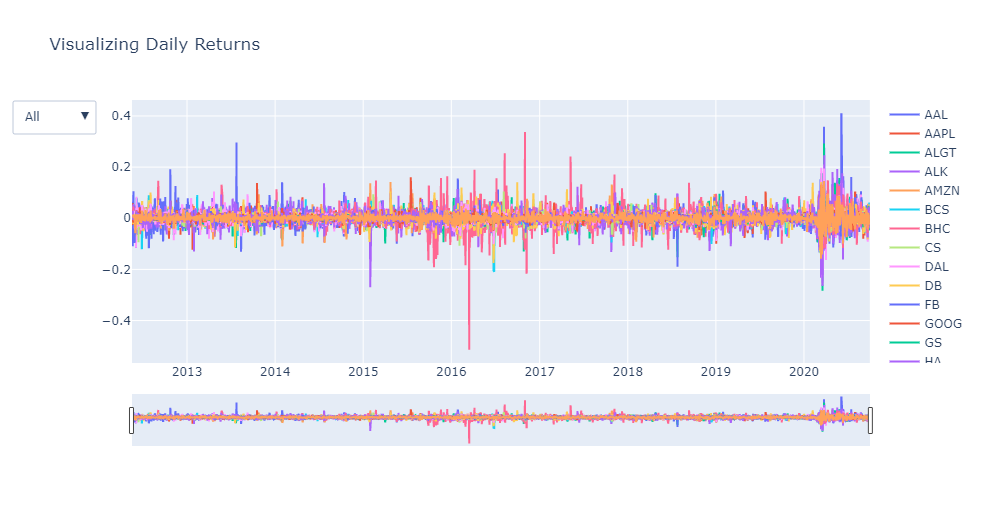 Visualizing Daily Returns
All ▼
0.4
0.2
0
−0.2
−0.4
2013 2014 2015 2016 2017 2018 2019 2020
AAL
AAPL
ALGT
ALK
AMZN
BCS
BHC
CS
DAL
DB
FB
GOOG
GS
HA